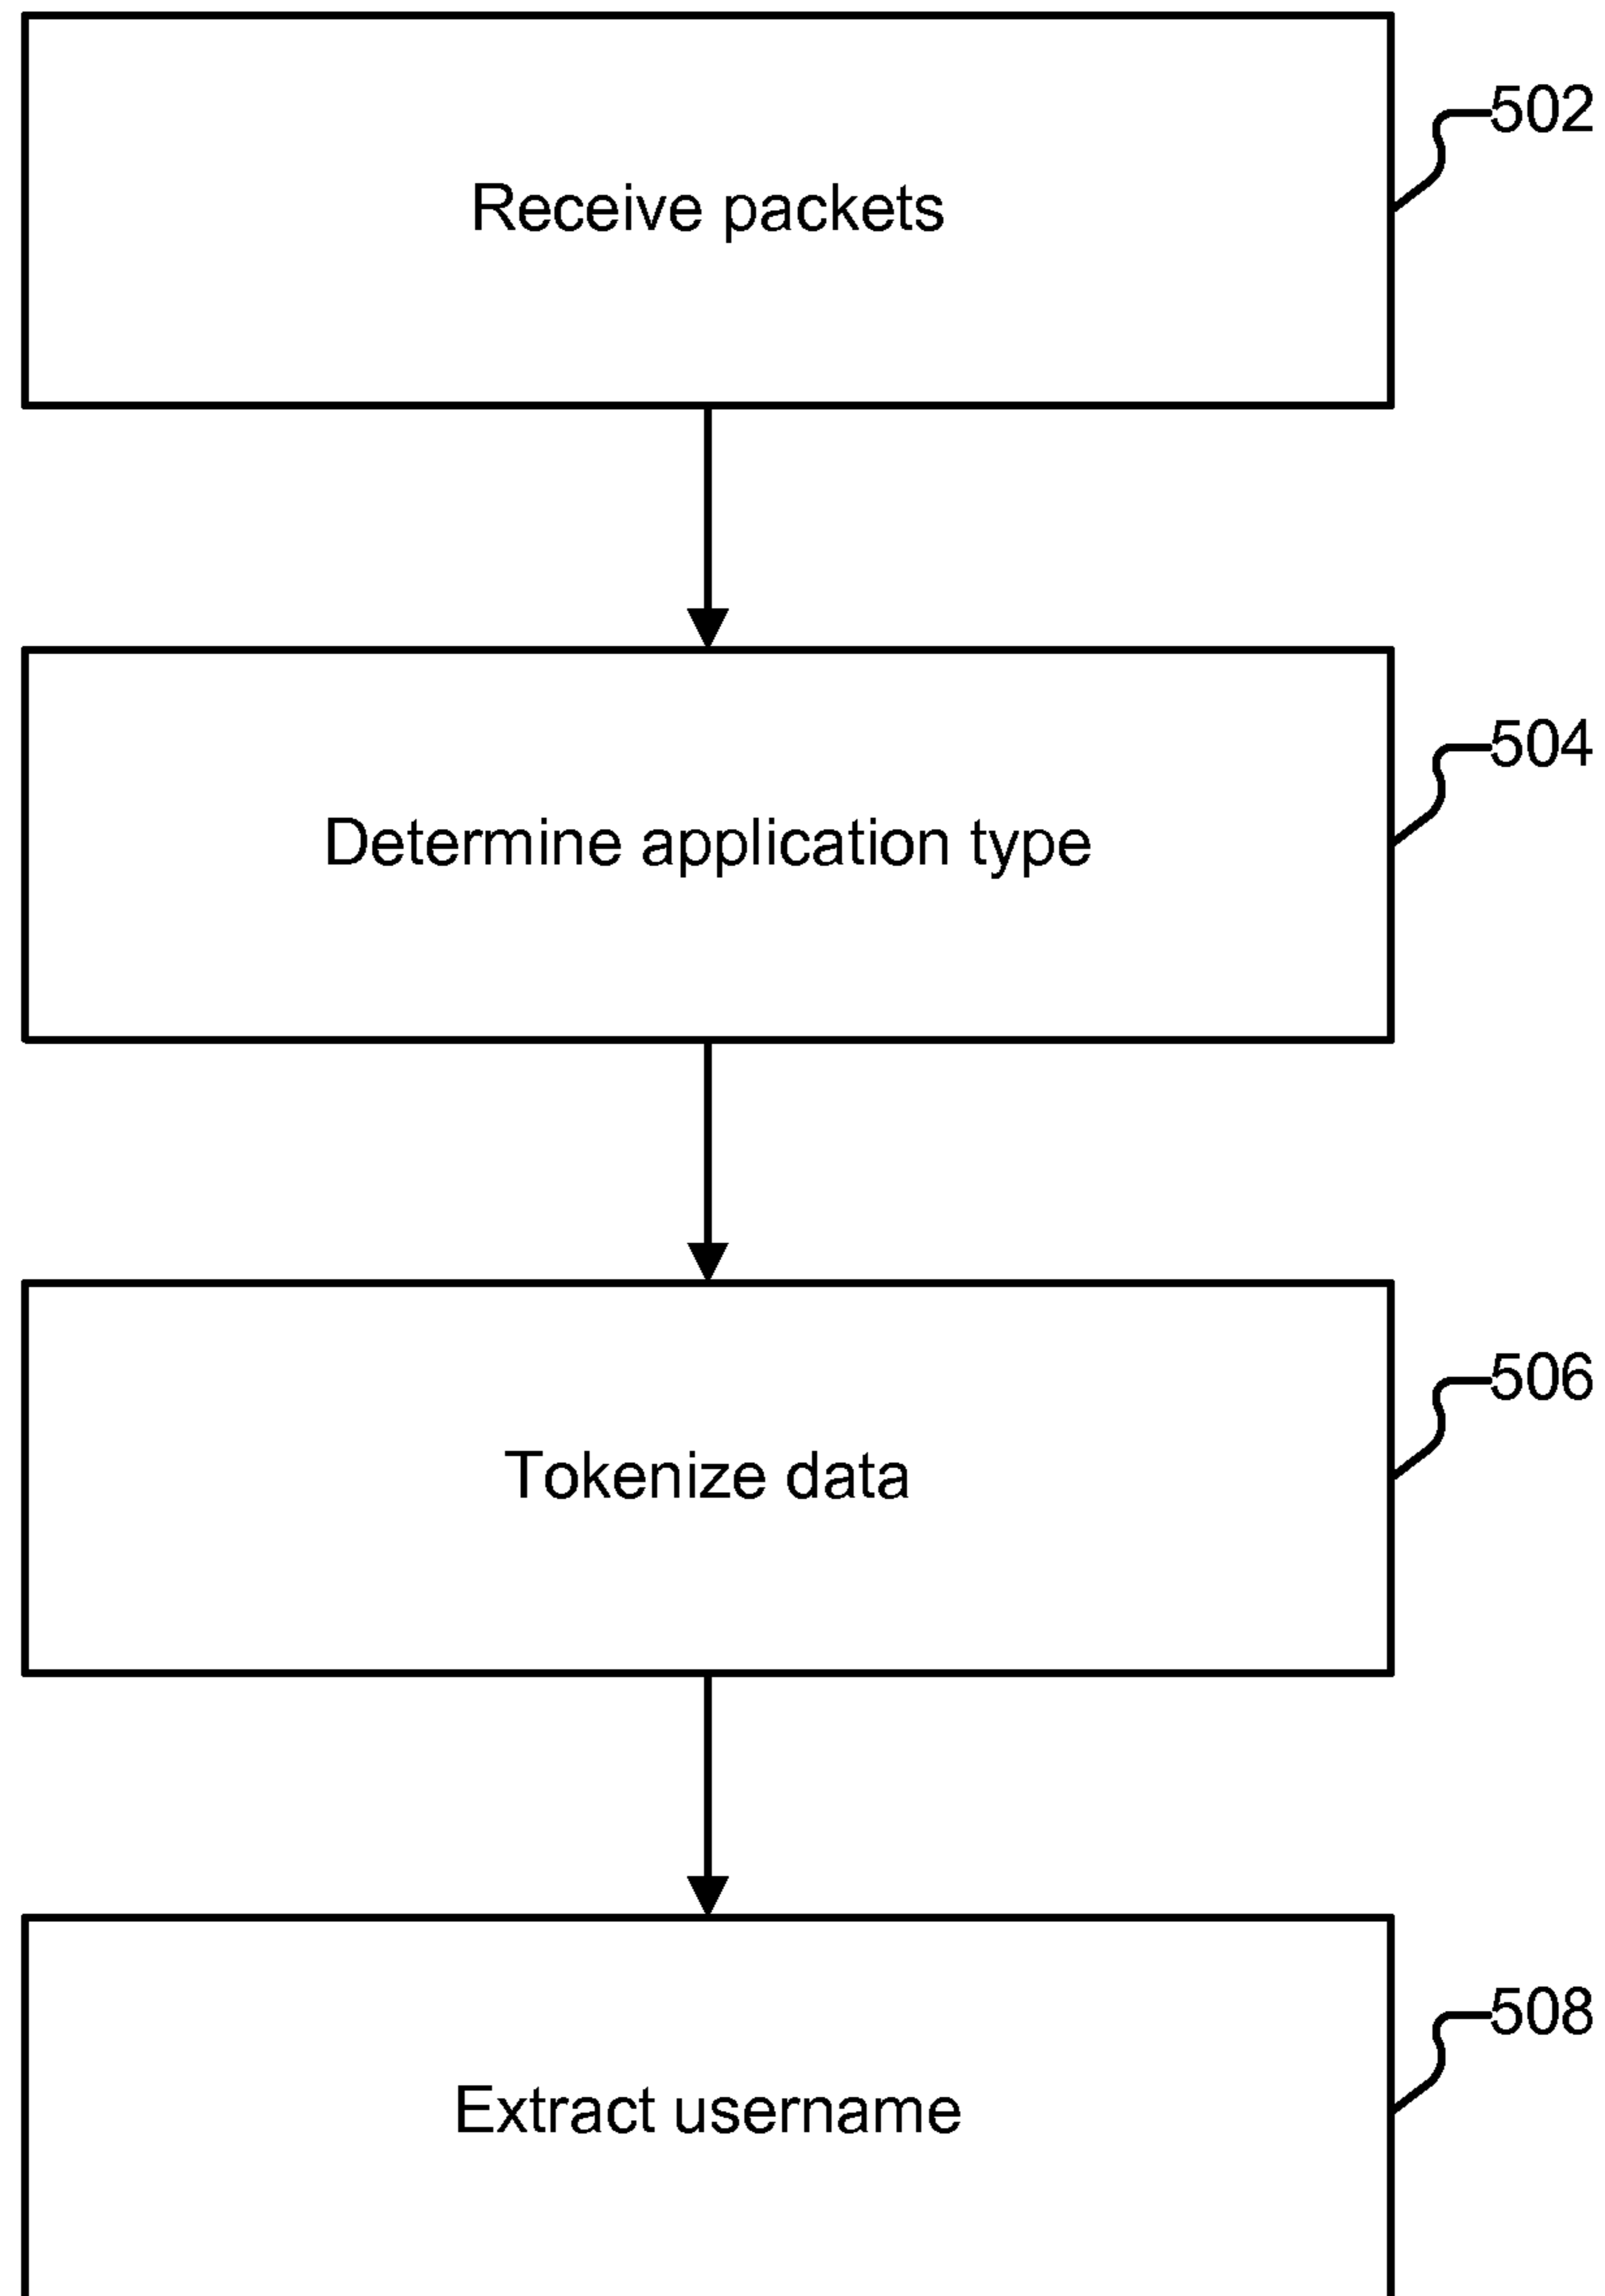 502
Receive packets
504
Determine application type
506
Tokenize data
508
Extract username